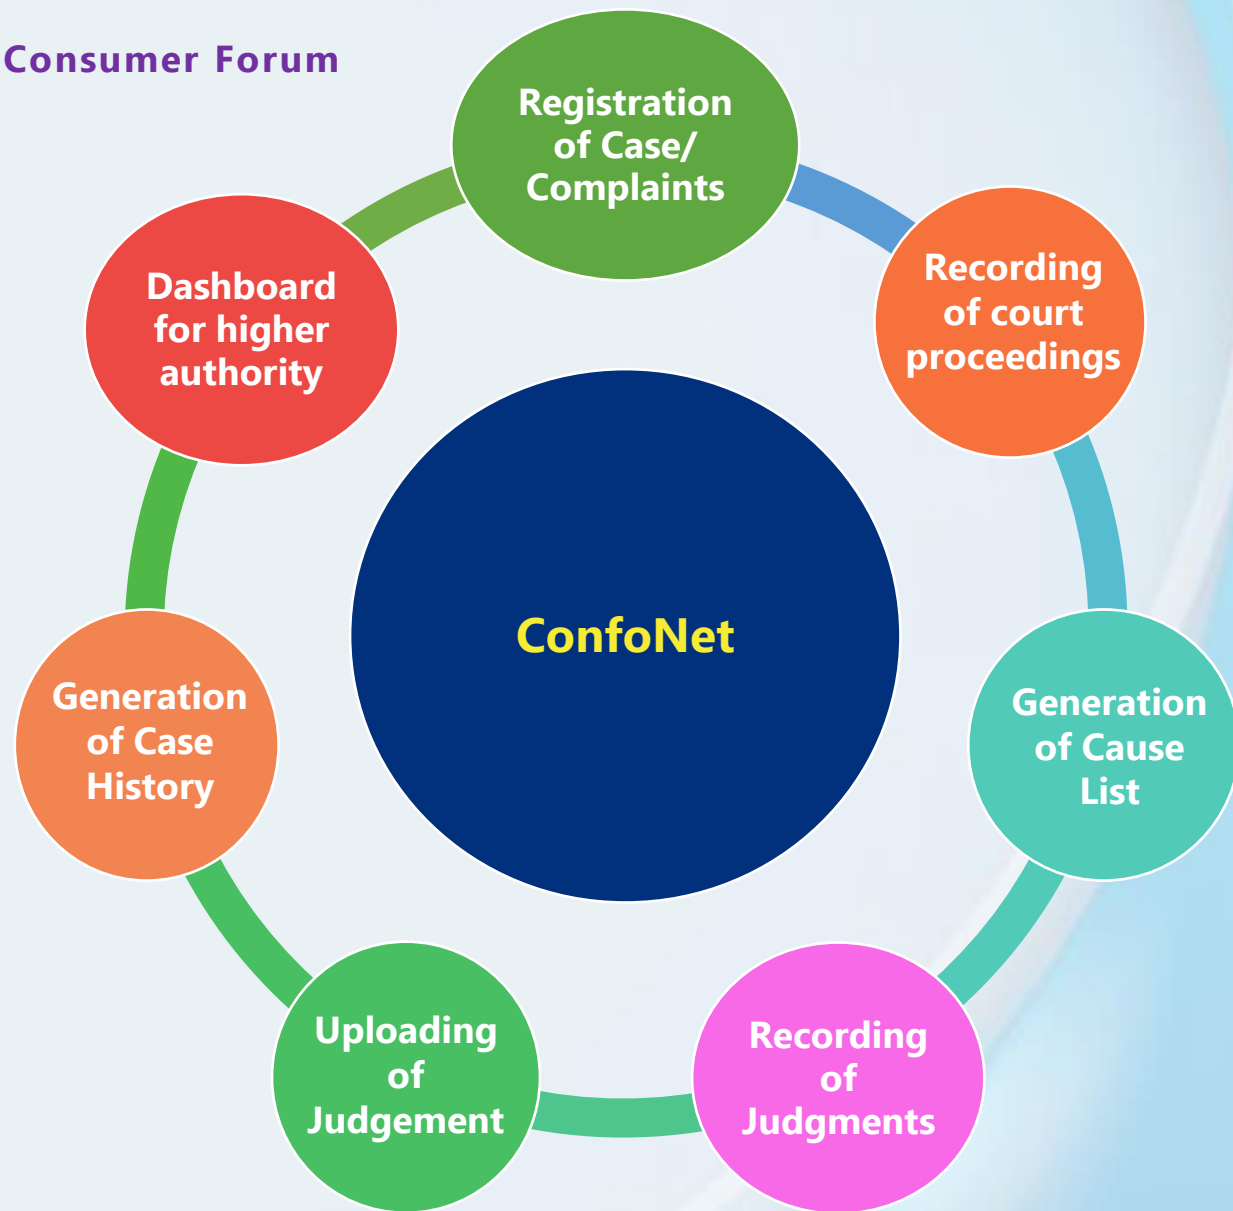 Consumer Forum
Registration
of Case/
Complaints
Recording
of court
proceedings
Generation
of Cause
List
Recording
of
Judgments
Uploading
of
Judgement
Generation
of Case
History
Dashboard
for higher
authority
ConfoNet